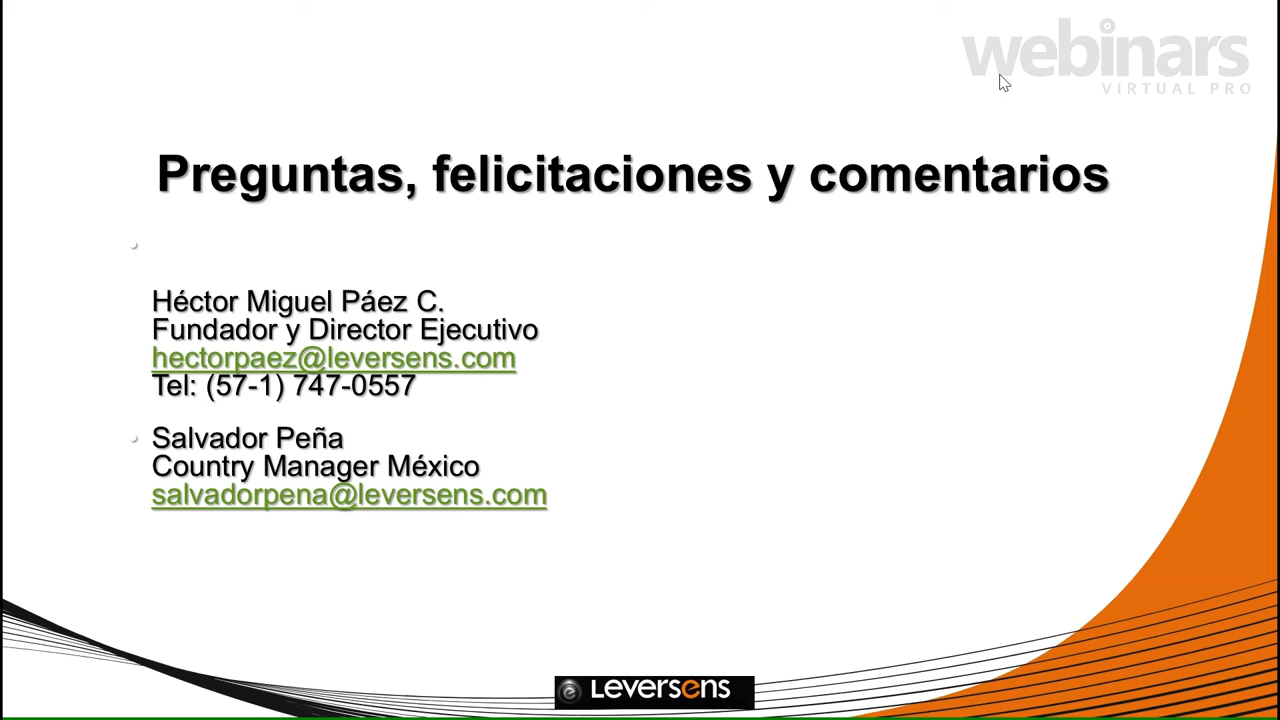 webinars
VIRTUAL PRO
Preguntas, felicitaciones y comentarios
Héctor Miguel Páez C.
Fundador y Director Ejecutivo
hectorpaez@leversens.com
Tel: (57-1) 747-0557
Salvador Peña
Country Manager México
salvadorpena@leversens.com
e LEVERSENS